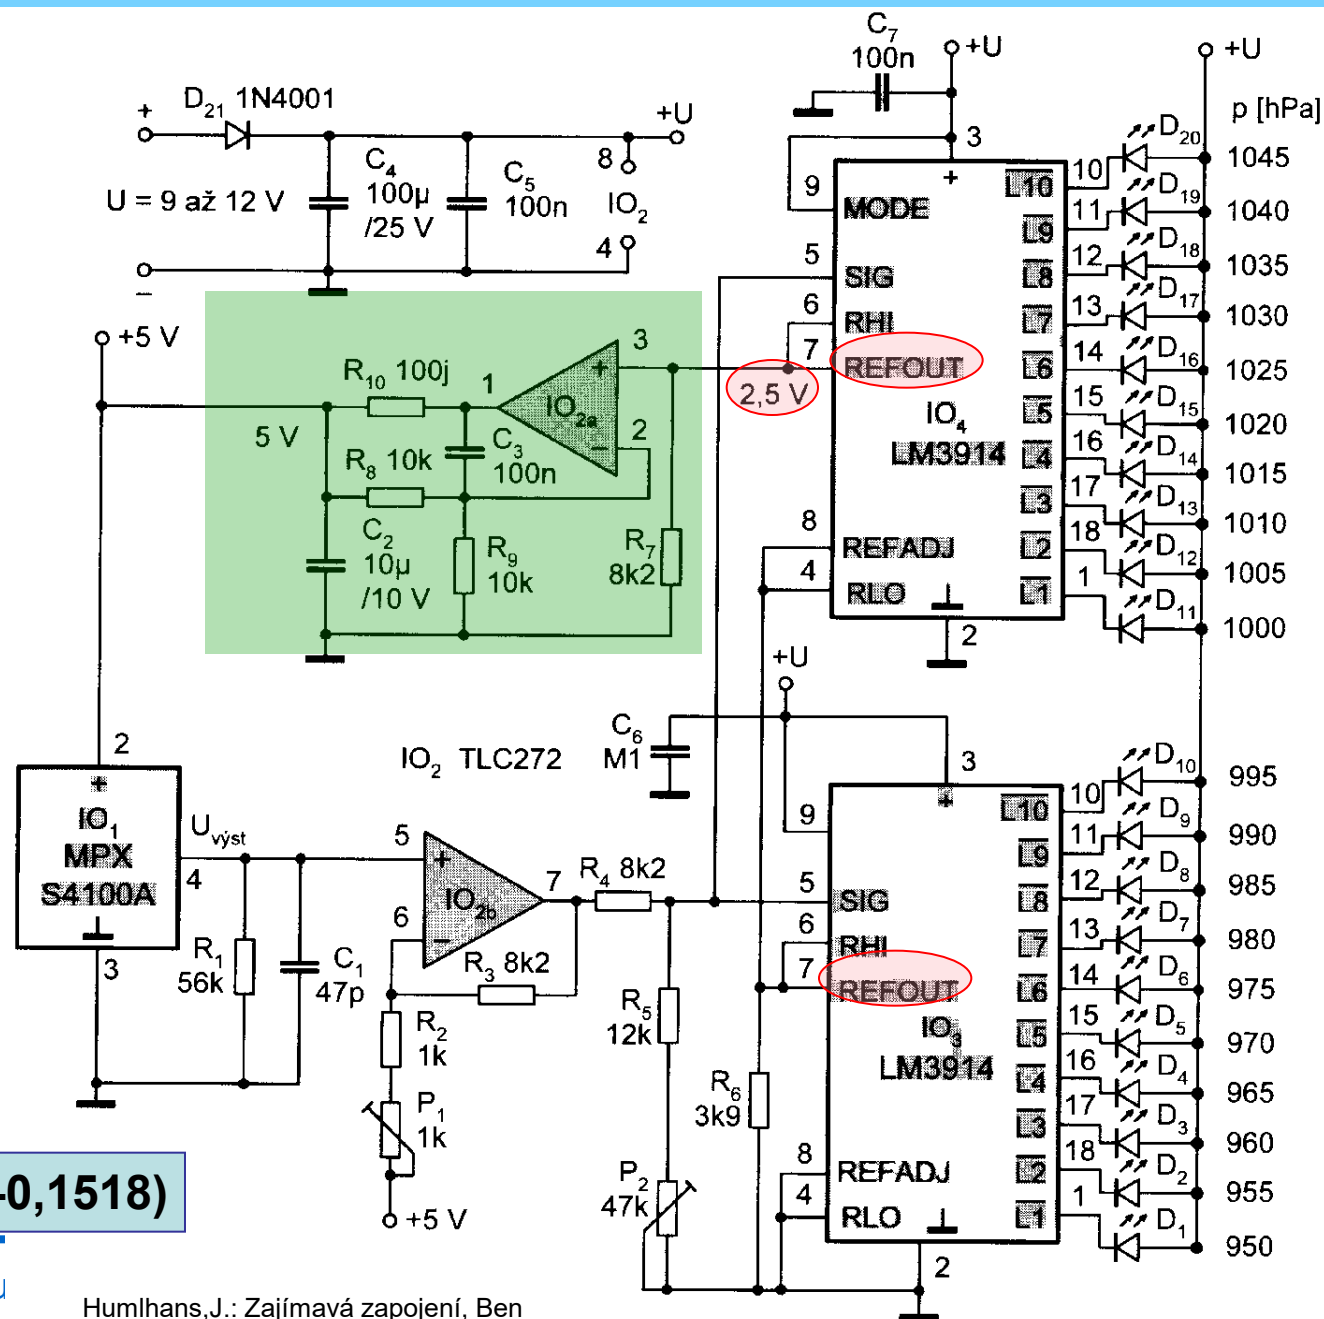 C7
100n
+U
+U
D21 1N4001
+
+U
p [hPa]
U = 9 až 12 V
C4
100µ
/25 V
C5
100n
8
IO2
4
–
3
+
MODE
9
SIG
5
RHI
6
REFOUT
7
2,5 V
IO4
LM3914
REFADJ
8
RLO
4
2
L10 10 D20 1045
L9 11 D19 1040
L8 12 D18 1035
L7 13 D17 1030
L6 14 D16 1025
L5 15 D15 1020
L4 16 D14 1015
L3 17 D13 1010
L2 18 D12 1005
L1 1 D11 1000
+5 V
R10 100j
1
3
+
IO2a
2
–
5 V
C3
100n
R8 10k
C2
10µ
/10 V
R9
10k
R7
8k2
+U
C6
M1
IO2 TLC272
2
+
IO1
MPX
S4100A
3
Uvýst
4
R1
56k
C1
47p
5
+
IO2b
6
–
7
R4 8k2
R3 8k2
R2
1k
P1
1k
+5 V
R5
12k
P2
47k
R6
3k9
3
+
9
5
SIG
6
RHI
7
REFOUT
IO3
LM3914
8
REFADJ
4
RLO
2
L10 10 D10 995
L9 11 D9 990
L8 12 D8 985
L7 13 D7 980
L6 14 D6 975
L5 15 D5 970
L4 16 D4 965
L3 17 D3 960
L2 18 D2 955
L1 1 D1 950
-0,1518)
Humlhans,J.: Zajímavá zapojení, Ben